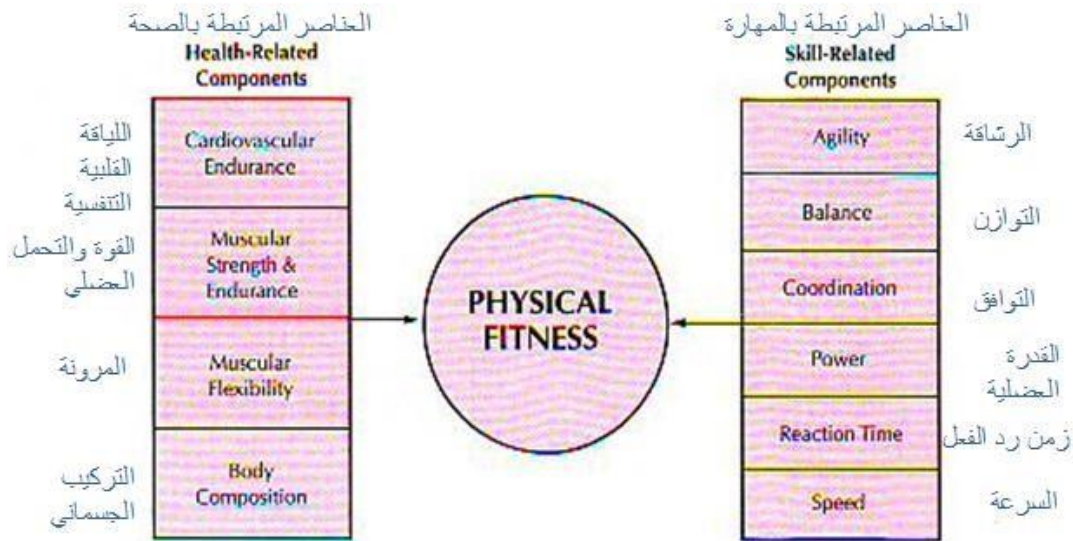 العناصر المرتبطة بالصحة
Health-Related
Components
اللياقة
القلبية
التنفسية
Cardiovascular
Endurance
القوة والتحمل
العضلي
Muscular
Strength &
Endurance
المرونة
Muscular
Flexibility
التركيب
الجسماني
Body
Composition
PHYSICAL
FITNESS
العناصر المرتبطة بالمهارة
Skill-Related
Components
Agility
الرشاقة
Balance
التوازن
Coordination
التوافق
Power
القدرة
العضلية
Reaction Time
زمن رد الفعل
Speed
السرعة